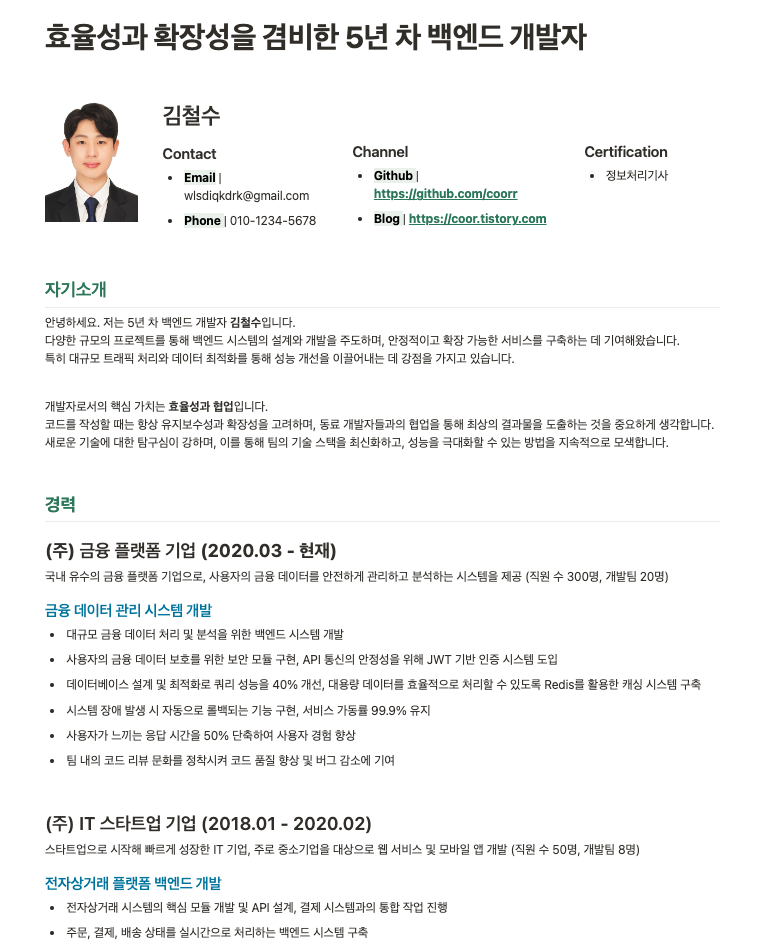 효율성과 확장성을 겸비한 5년 차 백엔드 개발자
김철수
Contact
• Email |
wlsdiqkdrk@gmail.com
• Phone | 010-1234-5678
Channel
• Github |
https://github.com/coorr
• Blog | https://coor.tistory.com
Certification
• 정보처리기사
자기소개
안녕하세요. 저는 5년 차 백엔드 개발자 김철수입니다.
다양한 규모의 프로젝트를 통해 백엔드 시스템의 설계와 개발을 주도하며, 안정적이고 확장 가능한 서비스를 구축하는 데 기여해왔습니다.
특히 대규모 트래픽 처리와 데이터 최적화를 통해 성능 개선을 이끌어내는 데 강점을 가지고 있습니다.
개발자로서의 핵심 가치는 효율성과 협업입니다.
코드를 작성할 때는 항상 유지보수성과 확장성을 고려하며, 동료 개발자들과의 협업을 통해 최상의 결과물을 도출하는 것을 중요하게 생각합니다.
새로운 기술에 대한 탐구심이 강하며, 이를 통해 팀의 기술 스택을 최신화하고, 성능을 극대화할 수 있는 방법을 지속적으로 모색합니다.
경력
(주) 금융 플랫폼 기업 (2020.03 - 현재)
국내 유수의 금융 플랫폼 기업으로, 사용자의 금융 데이터를 안전하게 관리하고 분석하는 시스템을 제공 (직원 수 300명, 개발팀 20명)
금융 데이터 관리 시스템 개발
• 대규모 금융 데이터 처리 및 분석을 위한 백엔드 시스템 개발
• 사용자의 금융 데이터 보호를 위한 보안 모듈 구현, API 통신의 안정성을 위해 JWT 기반 인증 시스템 도입
• 데이터베이스 설계 및 최적화로 쿼리 성능을 40% 개선, 대용량 데이터를 효율적으로 처리할 수 있도록 Redis를 활용한 캐싱 시스템 구축
• 시스템 장애 발생 시 자동으로 롤백되는 기능 구현, 서비스 가동률 99.9% 유지
• 사용자가 느끼는 응답 시간을 50% 단축하여 사용자 경험 향상
• 팀 내의 코드 리뷰 문화를 정착시켜 코드 품질 향상 및 버그 감소에 기여
(주) IT 스타트업 기업 (2018.01 - 2020.02)
스타트업으로 시작해 빠르게 성장한 IT 기업, 주로 중소기업을 대상으로 웹 서비스 및 모바일 앱 개발 (직원 수 50명, 개발팀 8명)
전자상거래 플랫폼 백엔드 개발
• 전자상거래 시스템의 핵심 모듈 개발 및 API 설계, 결제 시스템과의 통합 작업 진행
• 주문, 결제, 배송 상태를 실시간으로 처리하는 백엔드 시스템 구축